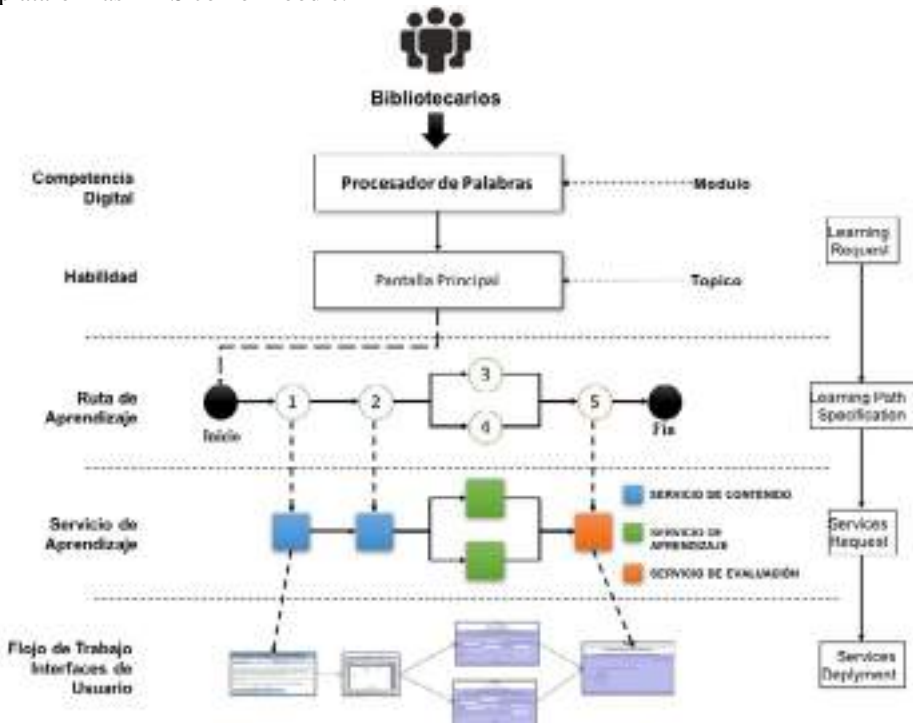 Bibliotecarios
Competencia
Digital
Procesador de Palabras
Modulo
Learning
Request
Habilidad
Pantalla Principal
Topico
Ruta de
Aprendizaje
Inicio
1
2
3
4
5
Fin
Learning Path
Specification
Servicio de
Aprendizaje
SERVICIO DE CONTENIDO
SERVICIO DE
APRENDIZAJE
SERVICIO DE EVALUACIÓN
Services
Request
Flojo de Trabajo
Interfaces de
Usuario
Services
Deplyment